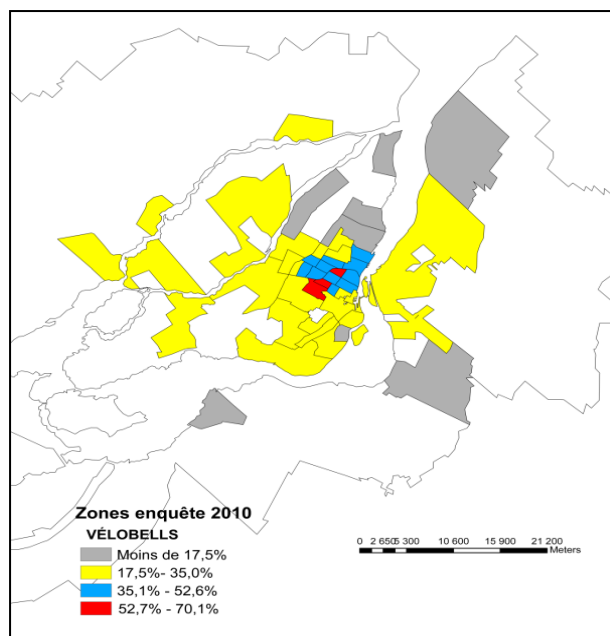 Zones enquête 2010
VÉLOBELLS
Moins de 17,5%
17,5%- 35,0%
35,1% - 52,6%
52,7% - 70,1%
0 2 650 5 300 10 600 15 900 21 200
Meters